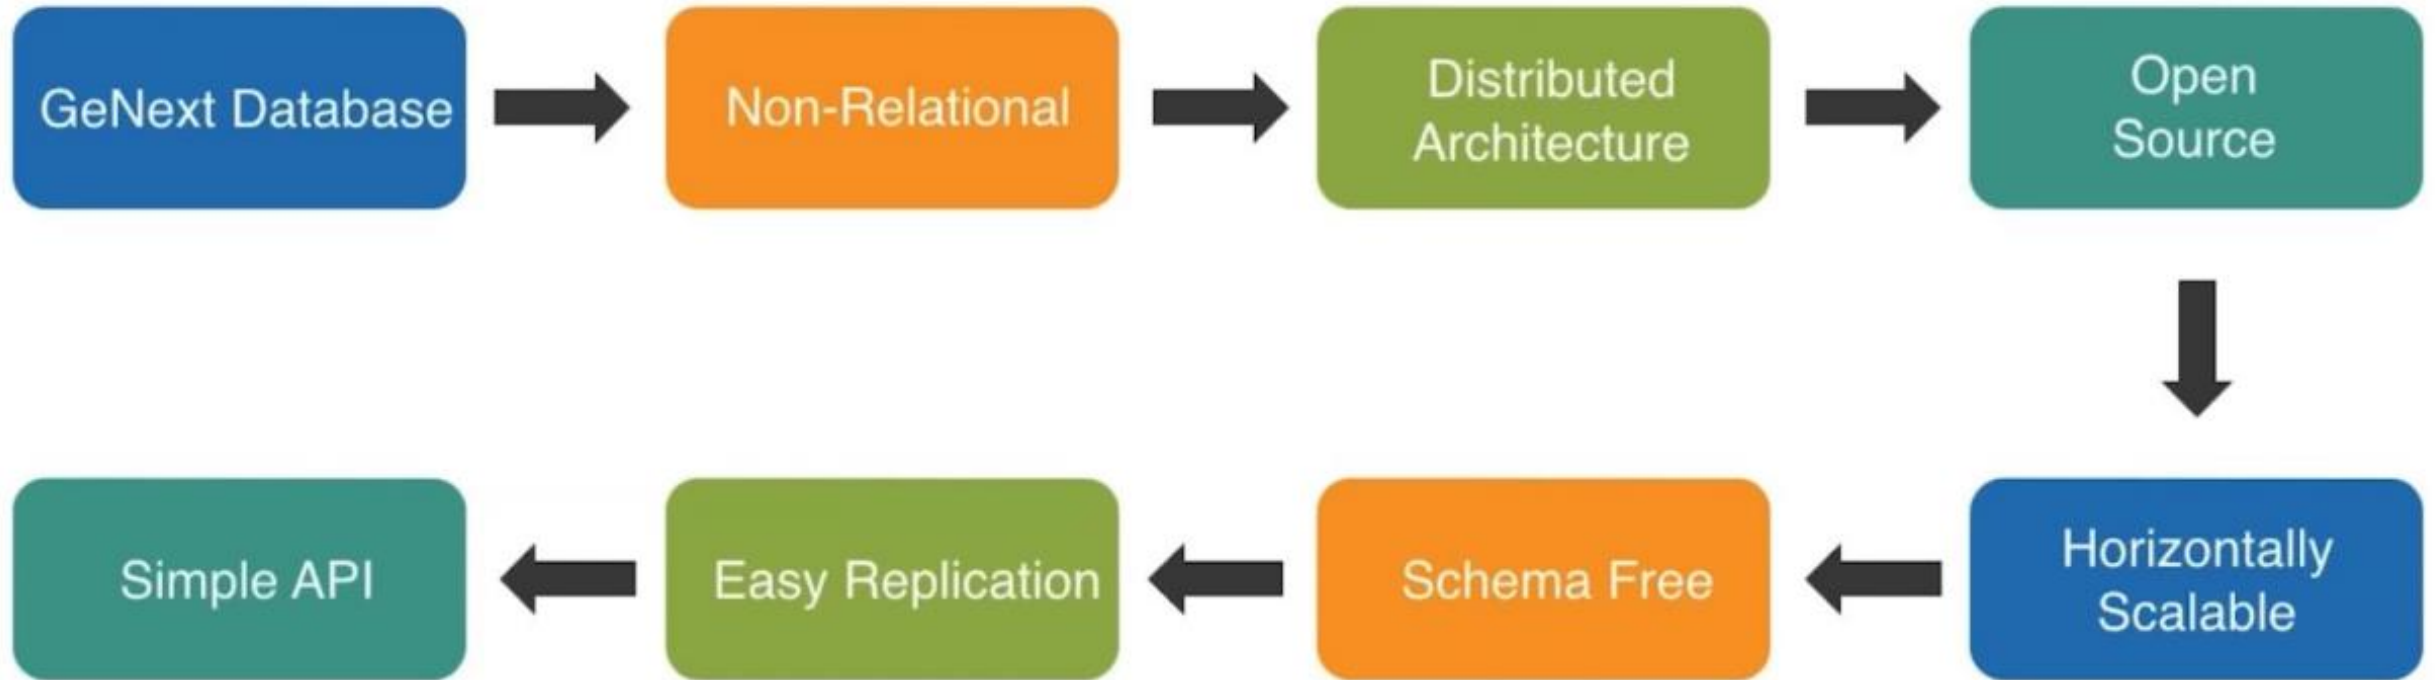 GeNext Database
Non-Relational
Distributed
Architecture
Open
Source
Horizontally
Scalable
Schema Free
Easy Replication
Simple API